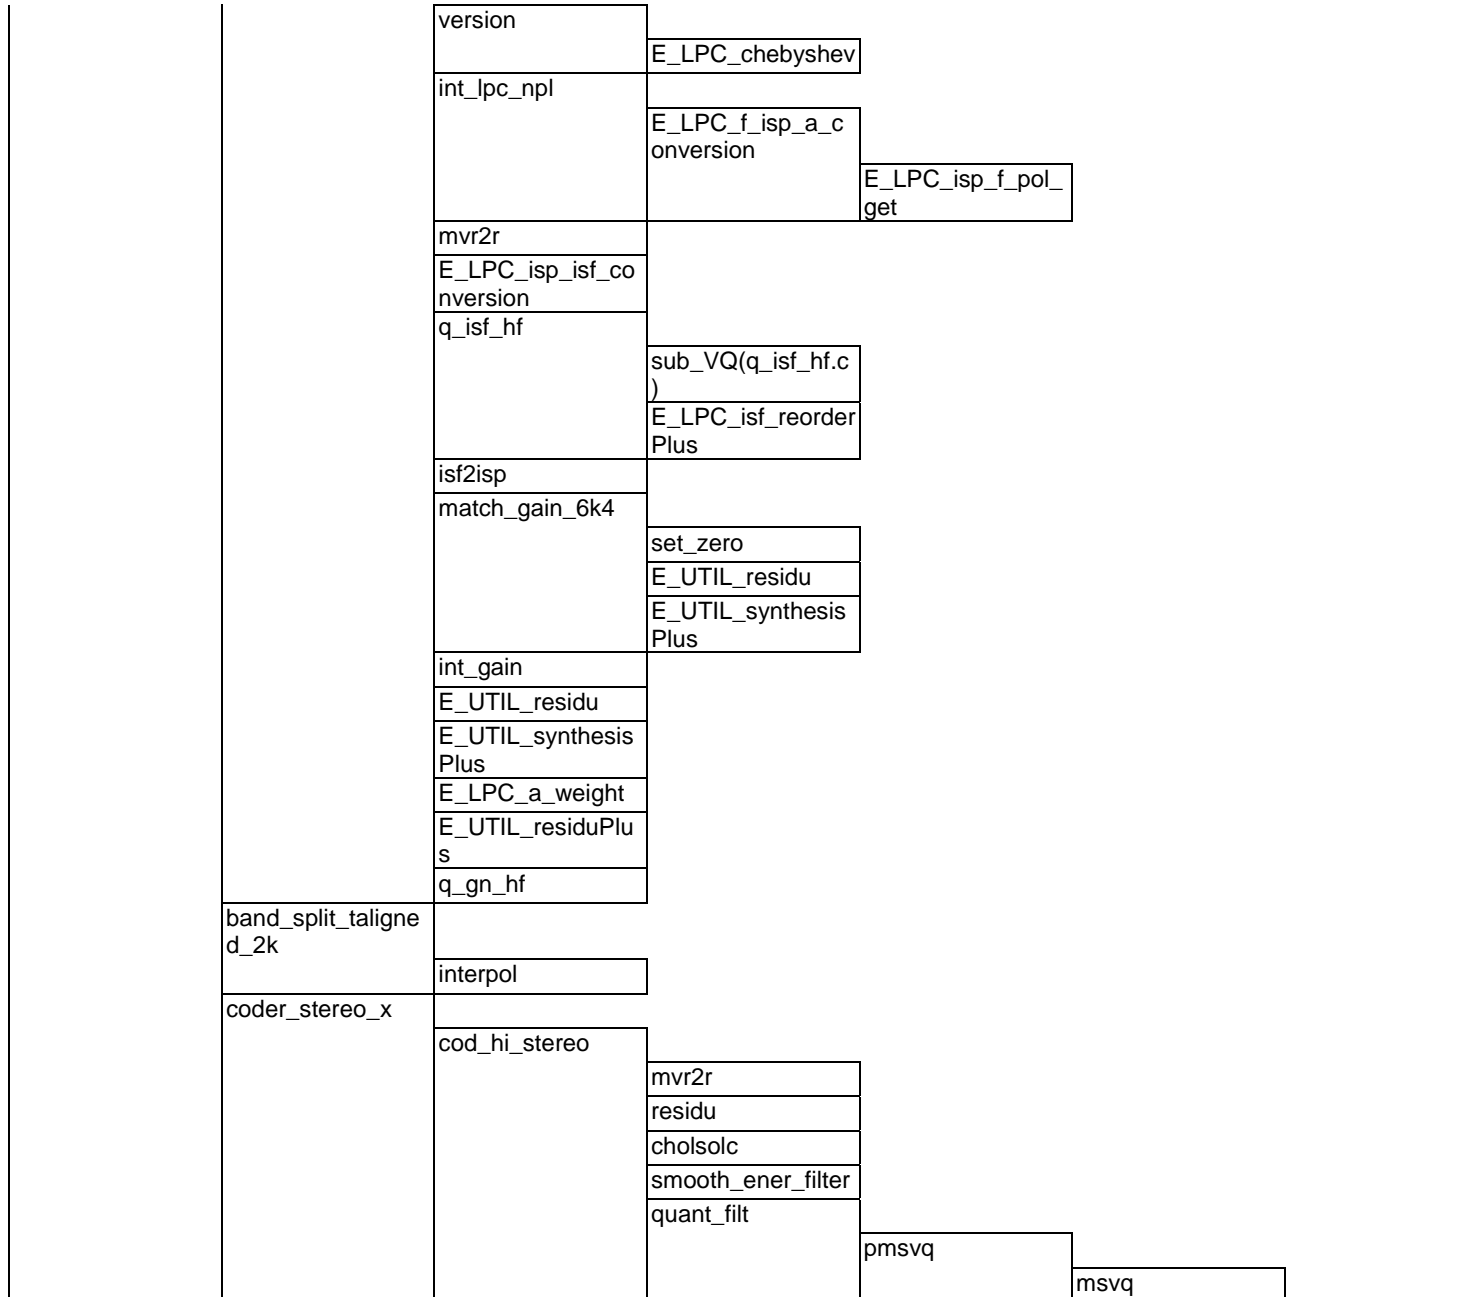 version
E_LPC_chebyshev
int_lpc_npl
E_LPC_f_isp_a_c
onversion
E_LPC_isp_f_pol_
get
mvr2r
E_LPC_isp_isf_co
nversion
q_isf_hf
sub_VQ(q_isf_hf.c
)
E_LPC_isf_reorder
Plus
isf2isp
match_gain_6k4
set_zero
E_UTIL_residu
E_UTIL_synthesis
Plus
int_gain
E_UTIL_residu
E_UTIL_synthesis
Plus
E_LPC_a_weight
E_UTIL_residuPlu
s
q_gn_hf
band_split_taligne
d_2k
interpol
coder_stereo_x
cod_hi_stereo
mvr2r
residu
cholsolc
smooth_ener_filter
quant_filt
pmsvq
msvq